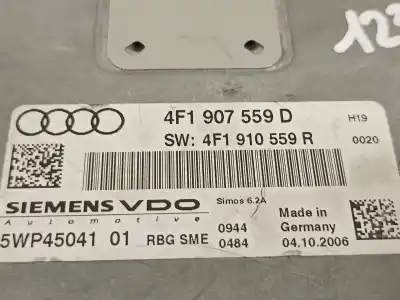 123
4F1 907 559 D
H19
SW: 4F1 910 559 R
0020
SIEMENS VDO
Automotive
Simos 6.2A
Made in
0944
Germany
5WP45041 01
RBG SME
0484
04.10.2006